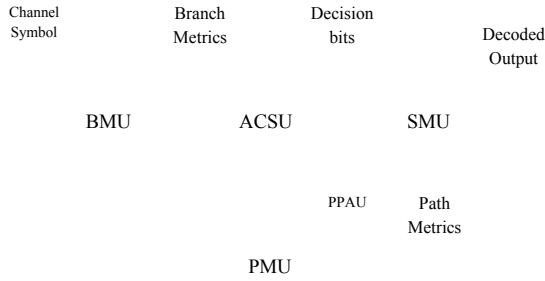 Channel
Symbol
Branch
Metrics
Decision
bits
Decoded
Output
BMU
ACSU
SMU
PPAU
Path
Metrics
PMU